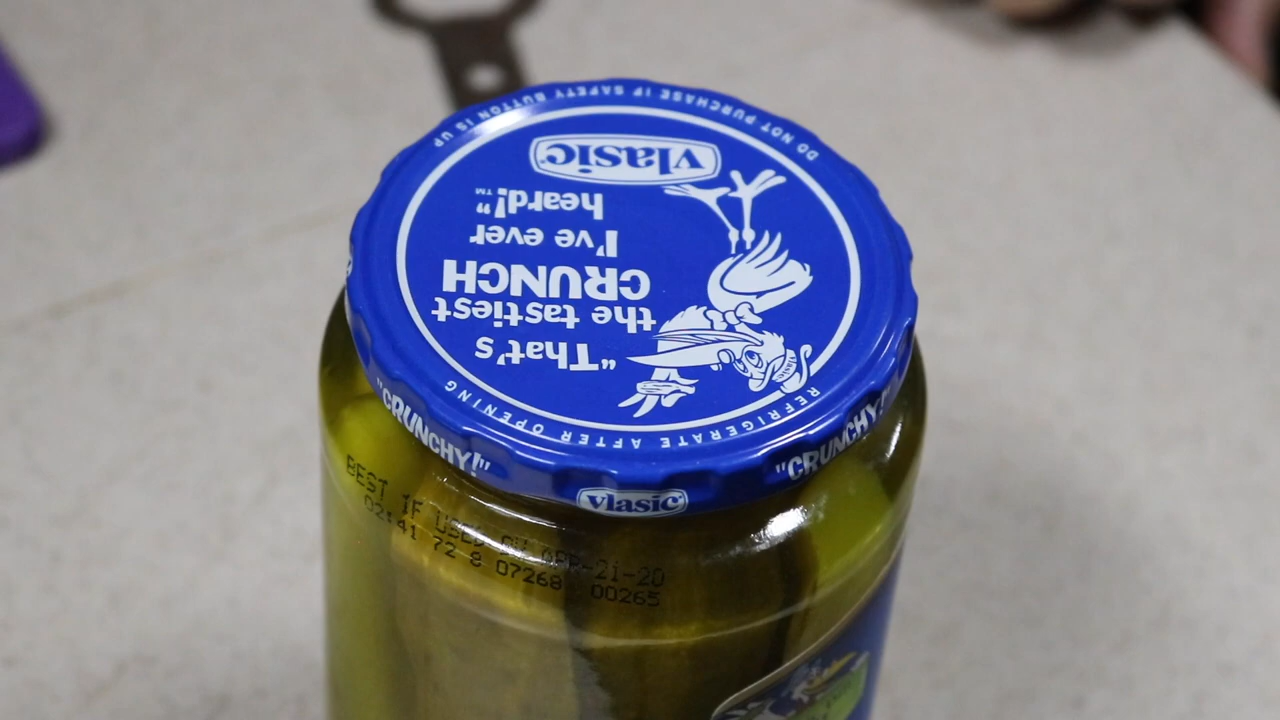 DO NOT PURCHASE IF SAFETY BUTTON IS UP
vlasic
"That's
the tastiest
CRUNCH
I've ever
heard!"™
vlasic
REFRIGERATE AFTER OPENING
"CRUNCHY!"
"CRUNCHY!"
vlasic
BEST IF USED BY APR-21-20
02:41 72 8 07268 00265